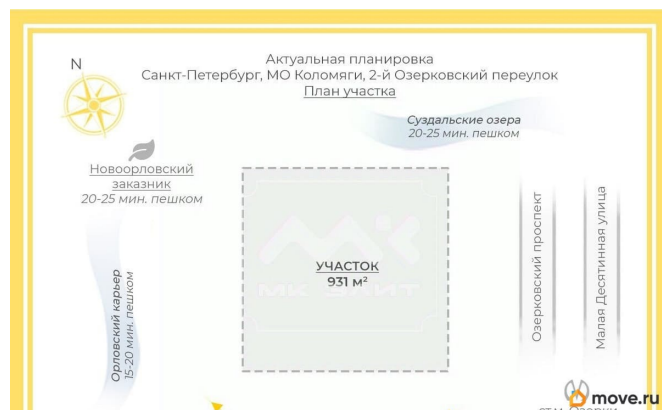 N
Актуальная планировка
Санкт-Петербург, МО Коломяги, 2-й Озерковский переулок
План участка
Суздальские озера
20-25 мин. пешком
Новоорловский
заказник
20-25 мин. пешком
Орловский карьер
15-20 мин. пешком
УЧАСТОК
931 м²
МК ЭЛИТ
Озерковский проспект
Малая Десятинная улица
move.ru